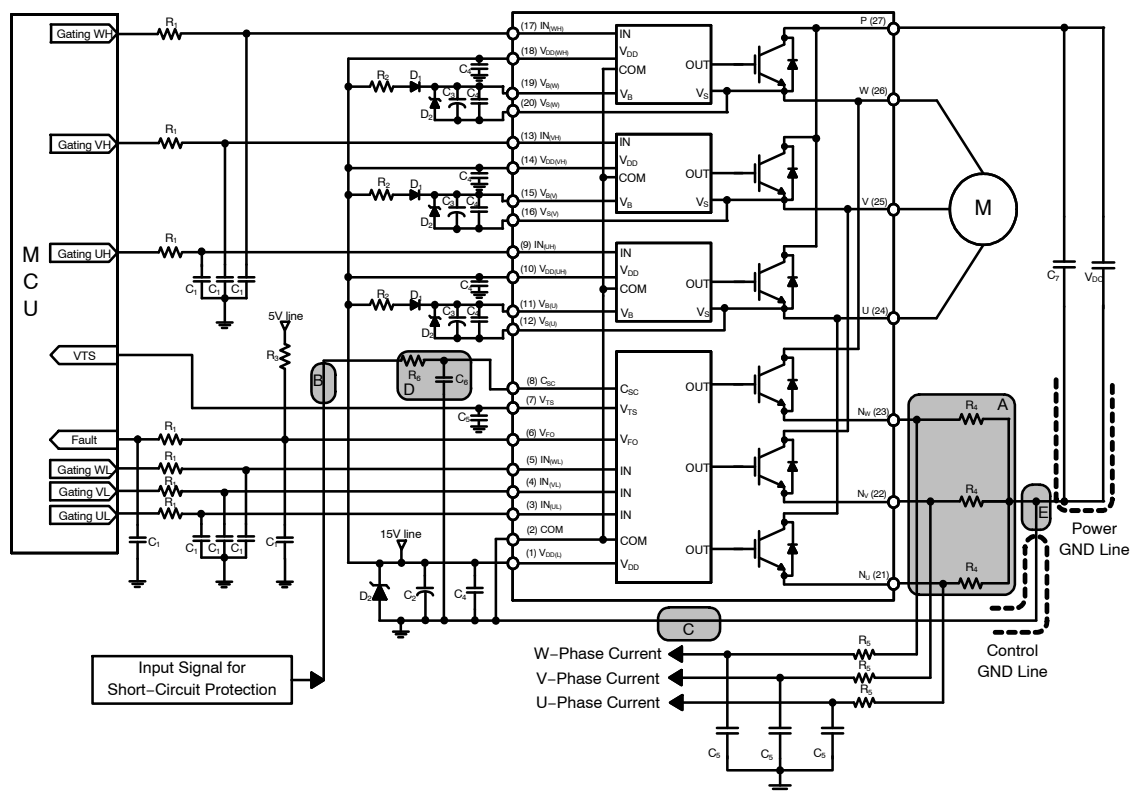 MCU
Gating WH
Gating VH
Gating UH
VTS
Fault
Gating WL
Gating VL
Gating UL
R1
R1
R1
R1
R1
R1
R1
C1
C1
C1
C1
C1
C1
C1
C1
5V line
R3
15V line
D2
C2
C4
R2
D1
D2
C3
C4
C4
R2
D1
D2
C3
C4
C4
R2
D1
D2
C3
C4
C4
B
R6
D
C6
C5
(17) IN(WH)
(18) VDD(WH)
(19) VB(W)
(20) VS(W)
(13) IN(VH)
(14) VDD(VH)
(15) VB(V)
(16) VS(V)
(9) IN(UH)
(10) VDD(UH)
(11) VB(U)
(12) VS(U)
(8) CSC
(7) VTS
(6) VFO
(5) IN(WL)
(4) IN(VL)
(3) IN(UL)
(2) COM
(1) VDD(L)
IN
VDD
COM
VB
OUT
VS
IN
VDD
COM
VB
OUT
VS
IN
VDD
COM
VB
OUT
VS
CSC
VTS
VFO
IN
IN
IN
COM
VDD
OUT
OUT
OUT
P (27)
W (26)
V (25)
U (24)
NW (23)
NV (22)
NU (21)
M
C7
VDC
A
R4
R4
R4
E
Power
GND Line
Control
GND Line
C
Input Signal for
Short−Circuit Protection
W−Phase Current
V−Phase Current
U−Phase Current
R5
R5
R5
C5
C5
C5